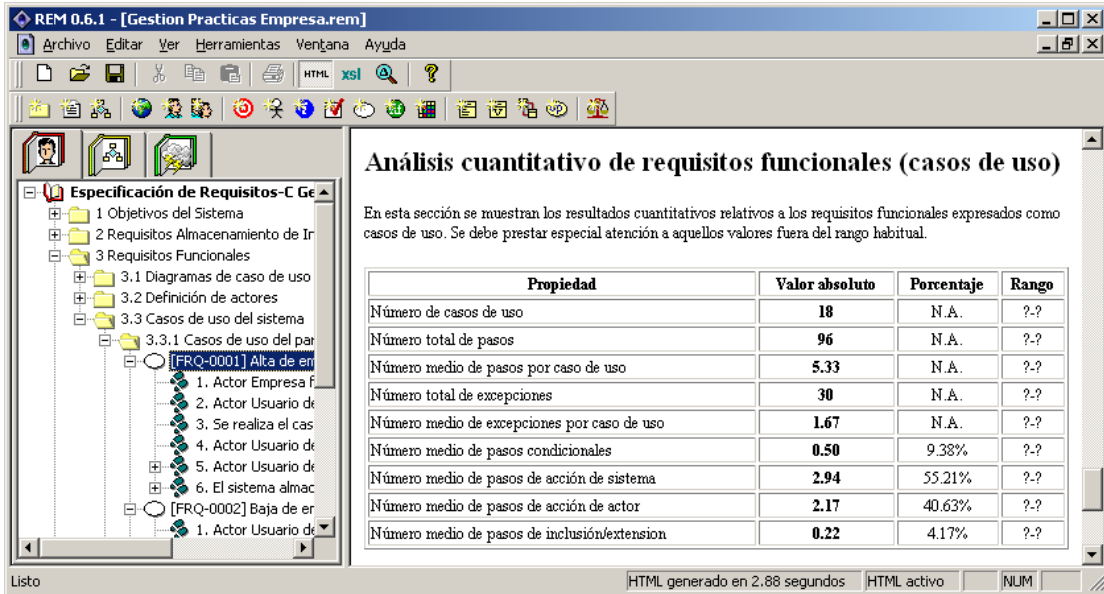 REM 0.6.1 - [Gestion Practicas Empresa.rem]
Archivo Editar Ver Herramientas Ventana Ayuda
HTML xsl
Especificación de Requisitos-C Ge
1 Objetivos del Sistema
2 Requisitos Almacenamiento de Ir
3 Requisitos Funcionales
3.1 Diagramas de caso de uso
3.2 Definición de actores
3.3 Casos de uso del sistema
3.3.1 Casos de uso del par
[FRQ-0001] Alta de em
1. Actor Empresa f
2. Actor Usuario de
3. Se realiza el cas
4. Actor Usuario de
5. Actor Usuario de
6. El sistema almac
[FRQ-0002] Baja de er
1. Actor Usuario de
Análisis cuantitativo de requisitos funcionales (casos de uso)
En esta sección se muestran los resultados cuantitativos relativos a los requisitos funcionales expresados como
casos de uso. Se debe prestar especial atención a aquellos valores fuera del rango habitual.
Propiedad Valor absoluto Porcentaje Rango
Número de casos de uso 18 N.A. ?-?
Número total de pasos 96 N.A. ?-?
Número medio de pasos por caso de uso 5.33 N.A. ?-?
Número total de excepciones 30 N.A. ?-?
Número medio de excepciones por caso de uso 1.67 N.A. ?-?
Número medio de pasos condicionales 0.50 9.38% ?-?
Número medio de pasos de acción de sistema 2.94 55.21% ?-?
Número medio de pasos de acción de actor 2.17 40.63% ?-?
Número medio de pasos de inclusión/extension 0.22 4.17% ?-?
Listo HTML generado en 2.88 segundos HTML activo NUM